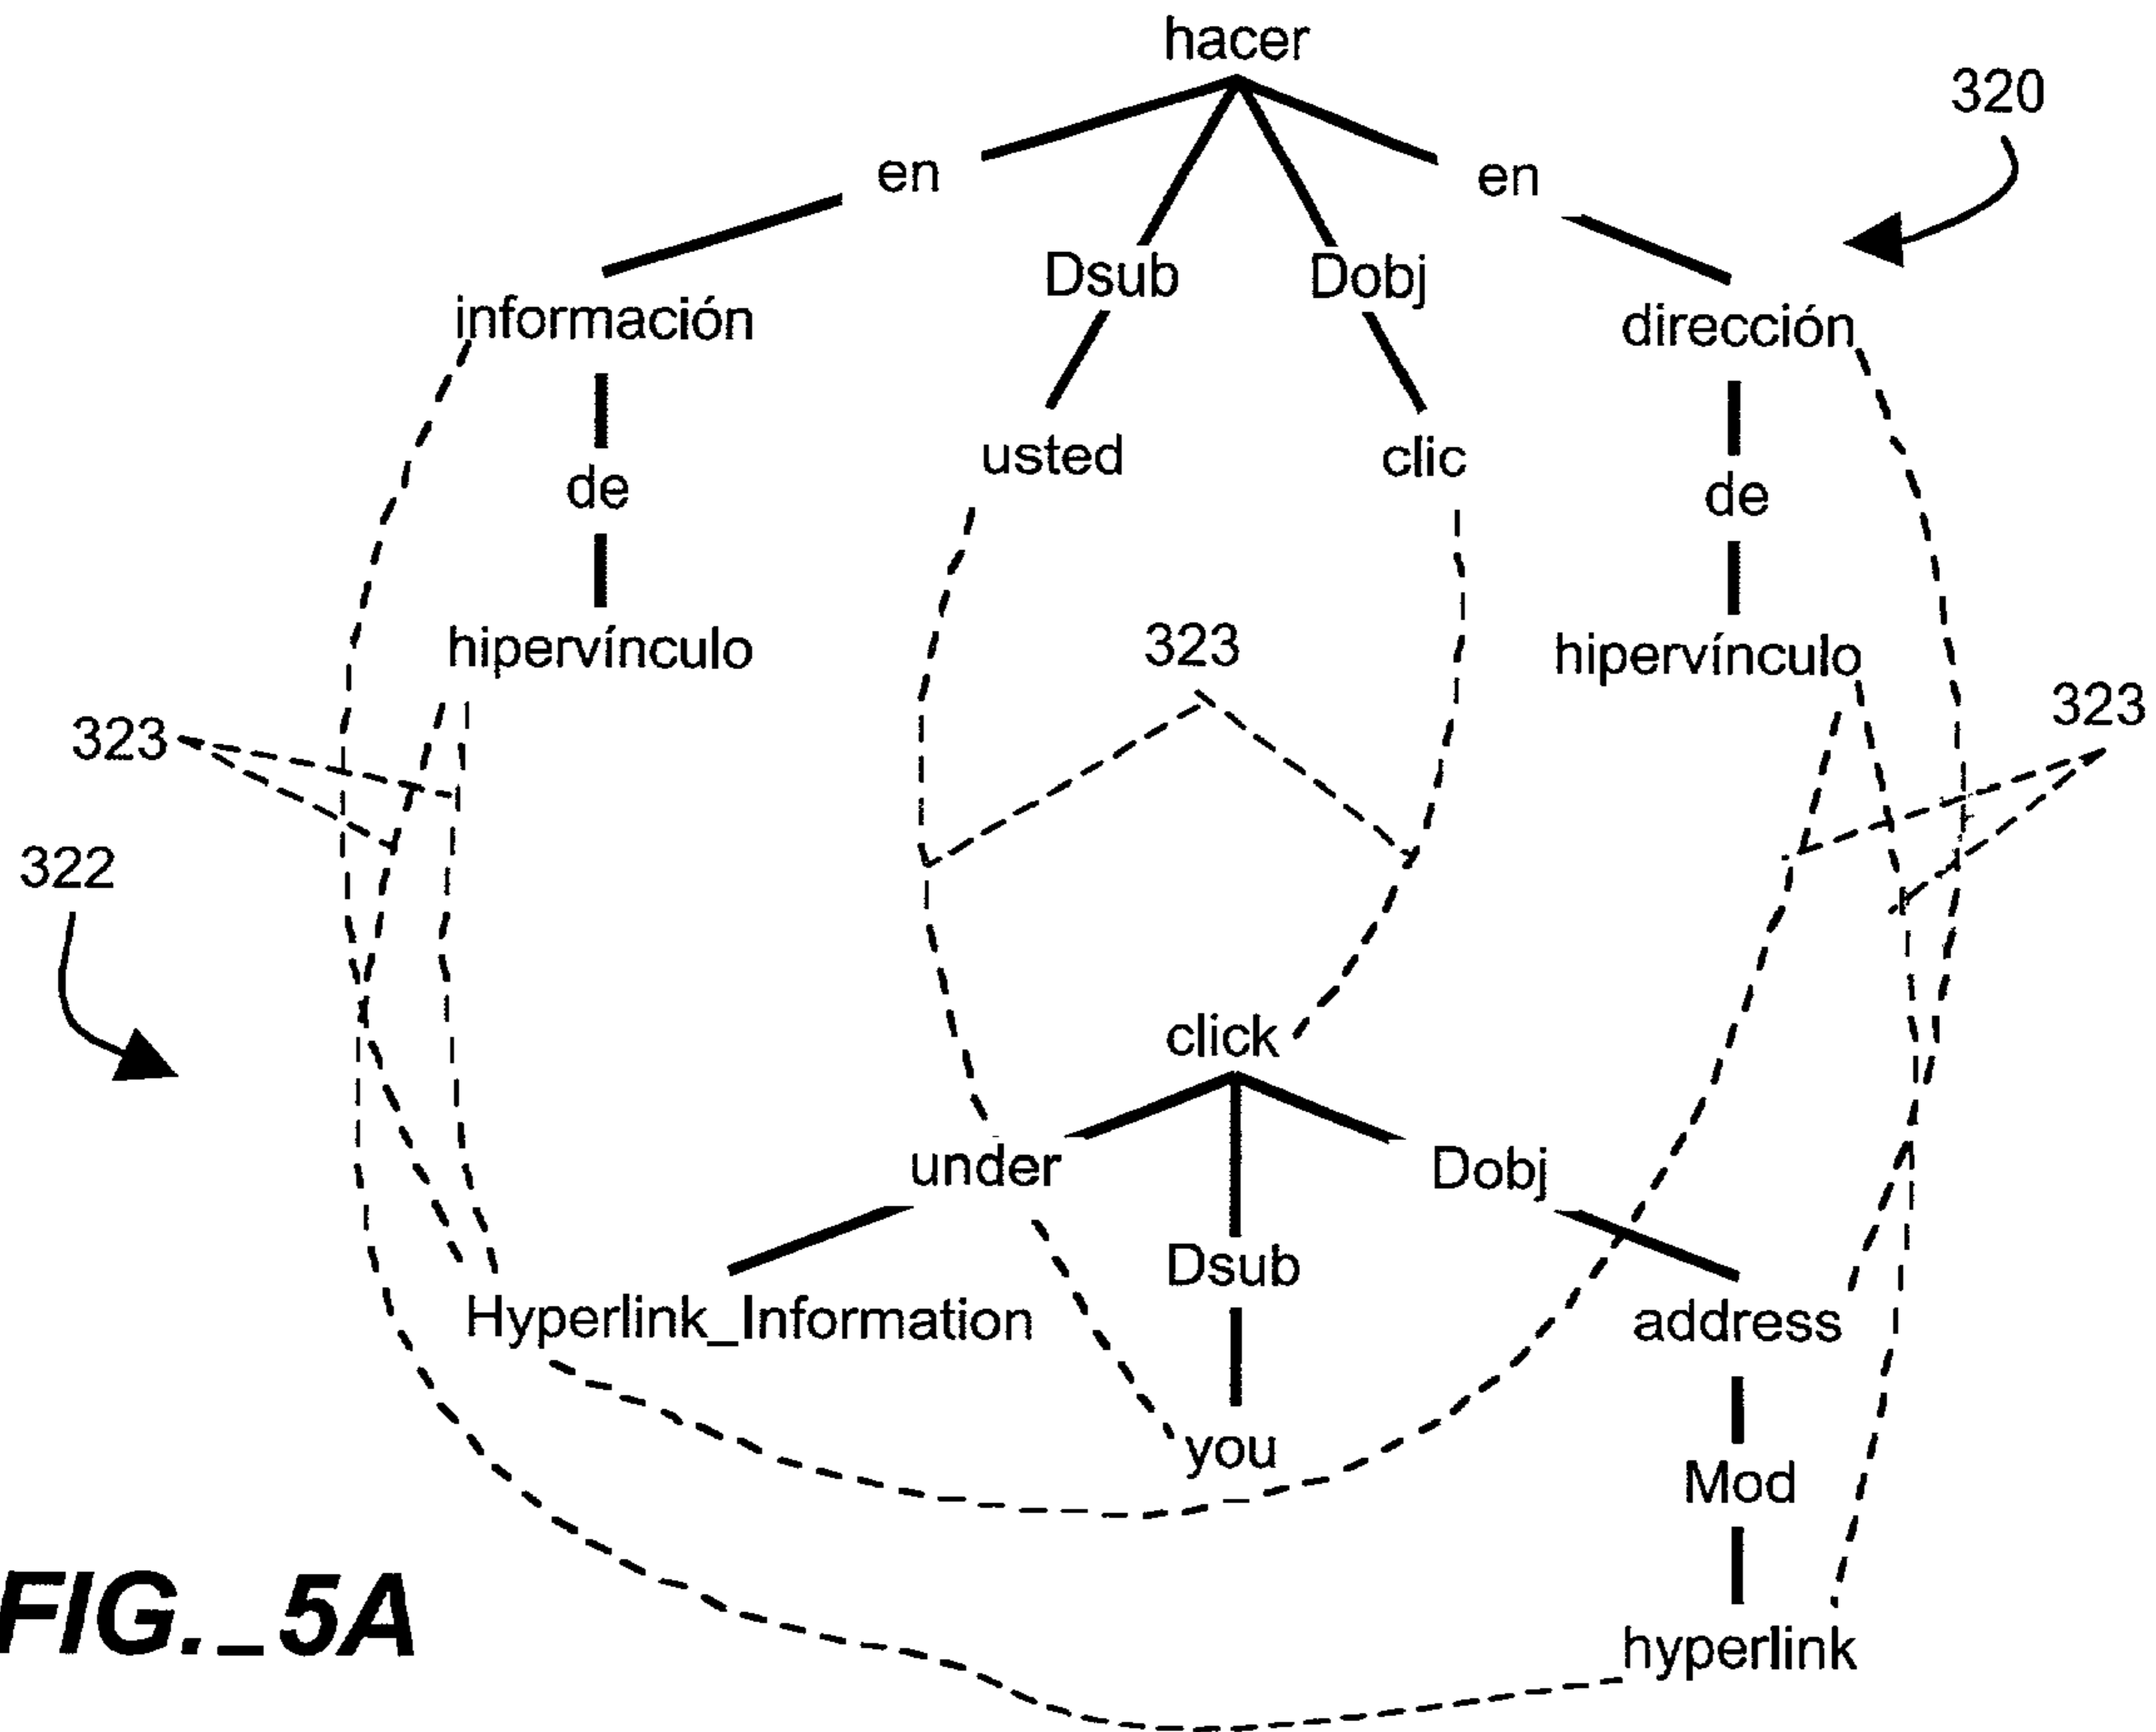 hacer
320
en
en
Dsub
Dobj
información
dirección
usted
clic
de
de
hipervínculo
323
hipervínculo
323
323
322
click
under
Dobj
Dsub
Hyperlink_Information
address
you
Mod
FIG._5A
hyperlink